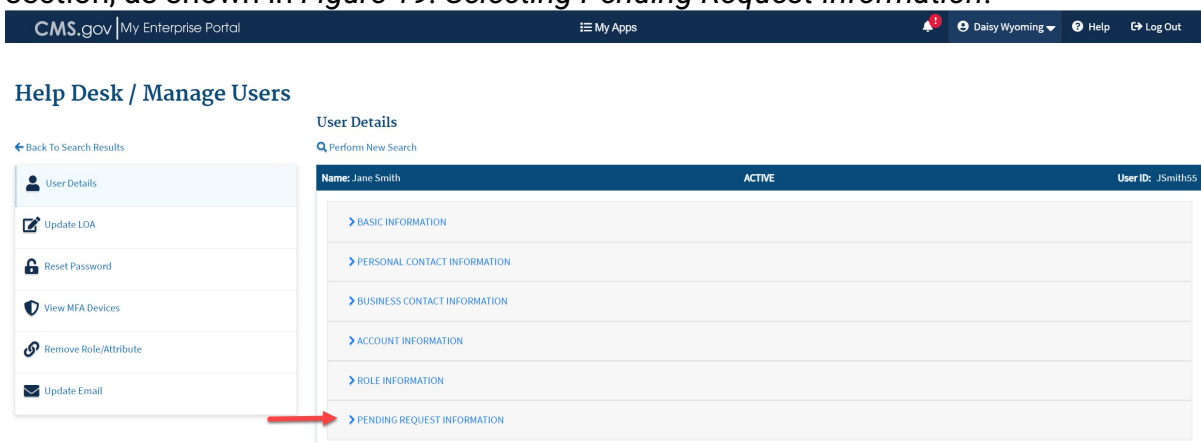 section, as shown in Figure 19: Selecting Pending Request Information.
CMS.gov My Enterprise Portal My Apps ! Daisy Wyoming Help Log Out
Help Desk / Manage Users
User Details
Back To Search Results Perform New Search
User Details
Name: Jane Smith ACTIVE User ID: JSmith55
BASIC INFORMATION
Update LOA
PERSONAL CONTACT INFORMATION
Reset Password
BUSINESS CONTACT INFORMATION
View MFA Devices
ACCOUNT INFORMATION
Remove Role/Attribute
ROLE INFORMATION
Update Email
PENDING REQUEST INFORMATION